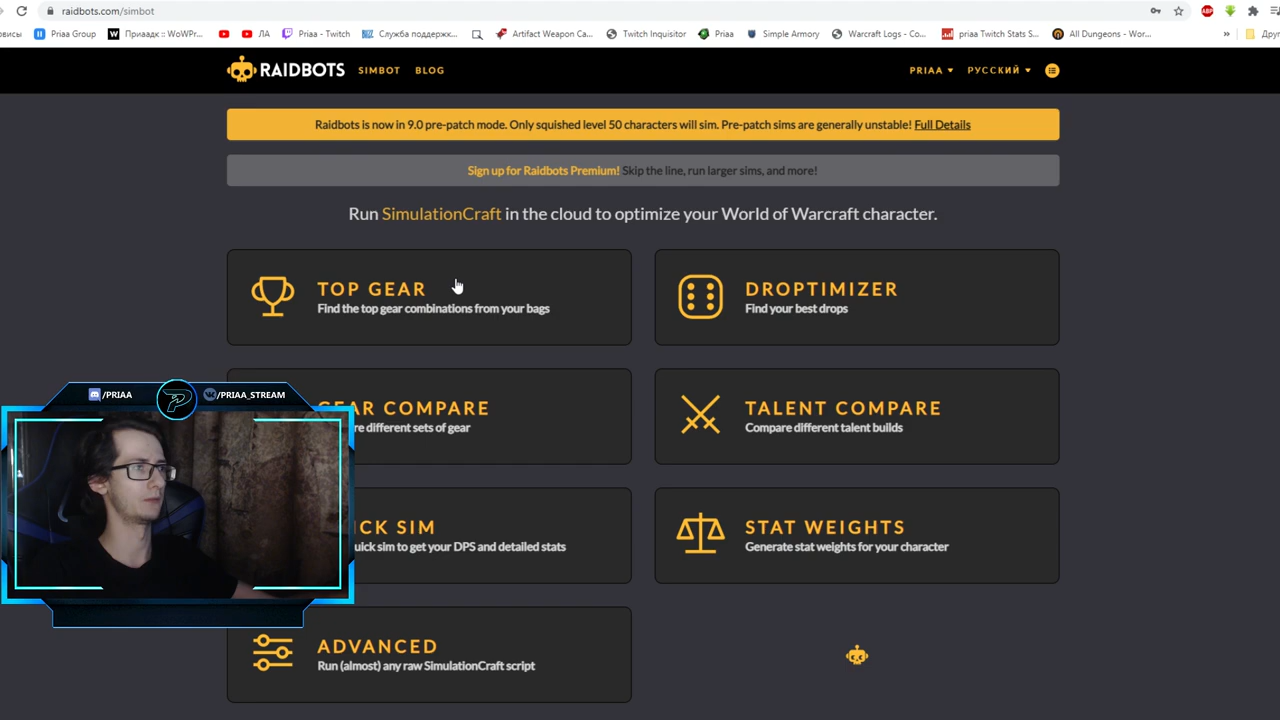 raidbots.com/simbot
рвисы
Priaa Group
Приаадк :: WoWPr...
ЛА
Priaa - Twitch
Служба поддержк...
Artifact Weapon Ca...
Twitch Inquisitor
Priaa
Simple Armory
Warcraft Logs - Co...
priaa Twitch Stats S...
All Dungeons - Wor...
»
Друг
ABP
RAIDBOTS
SIMBOT
BLOG
PRIAA
РУССКИЙ
Raidbots is now in 9.0 pre-patch mode. Only squished level 50 characters will sim. Pre-patch sims are generally unstable! Full Details
Sign up for Raidbots Premium! Skip the line, run larger sims, and more!
Run SimulationCraft in the cloud to optimize your World of Warcraft character.
TOP GEAR
Find the top gear combinations from your bags
DROPTIMIZER
Find your best drops
/PRIAA
/PRIAA_STREAM
GEAR COMPARE
re different sets of gear
TALENT COMPARE
Compare different talent builds
ICK SIM
uick sim to get your DPS and detailed stats
STAT WEIGHTS
Generate stat weights for your character
ADVANCED
Run (almost) any raw SimulationCraft script